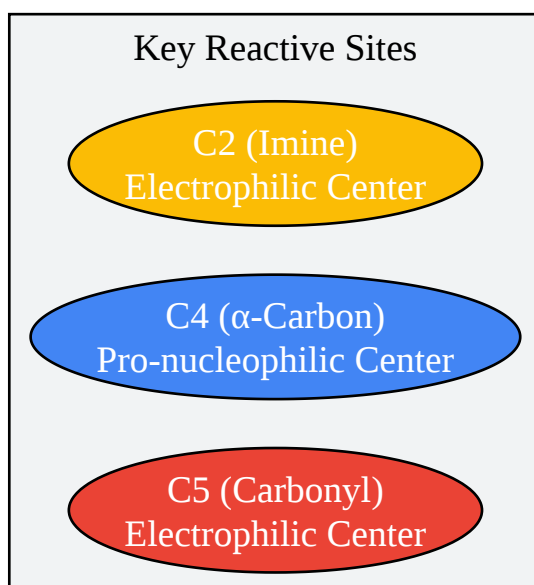 Key Reactive Sites
C2 (Imine)
Electrophilic Center
C4 (α-Carbon)
Pro-nucleophilic Center
C5 (Carbonyl)
Electrophilic Center